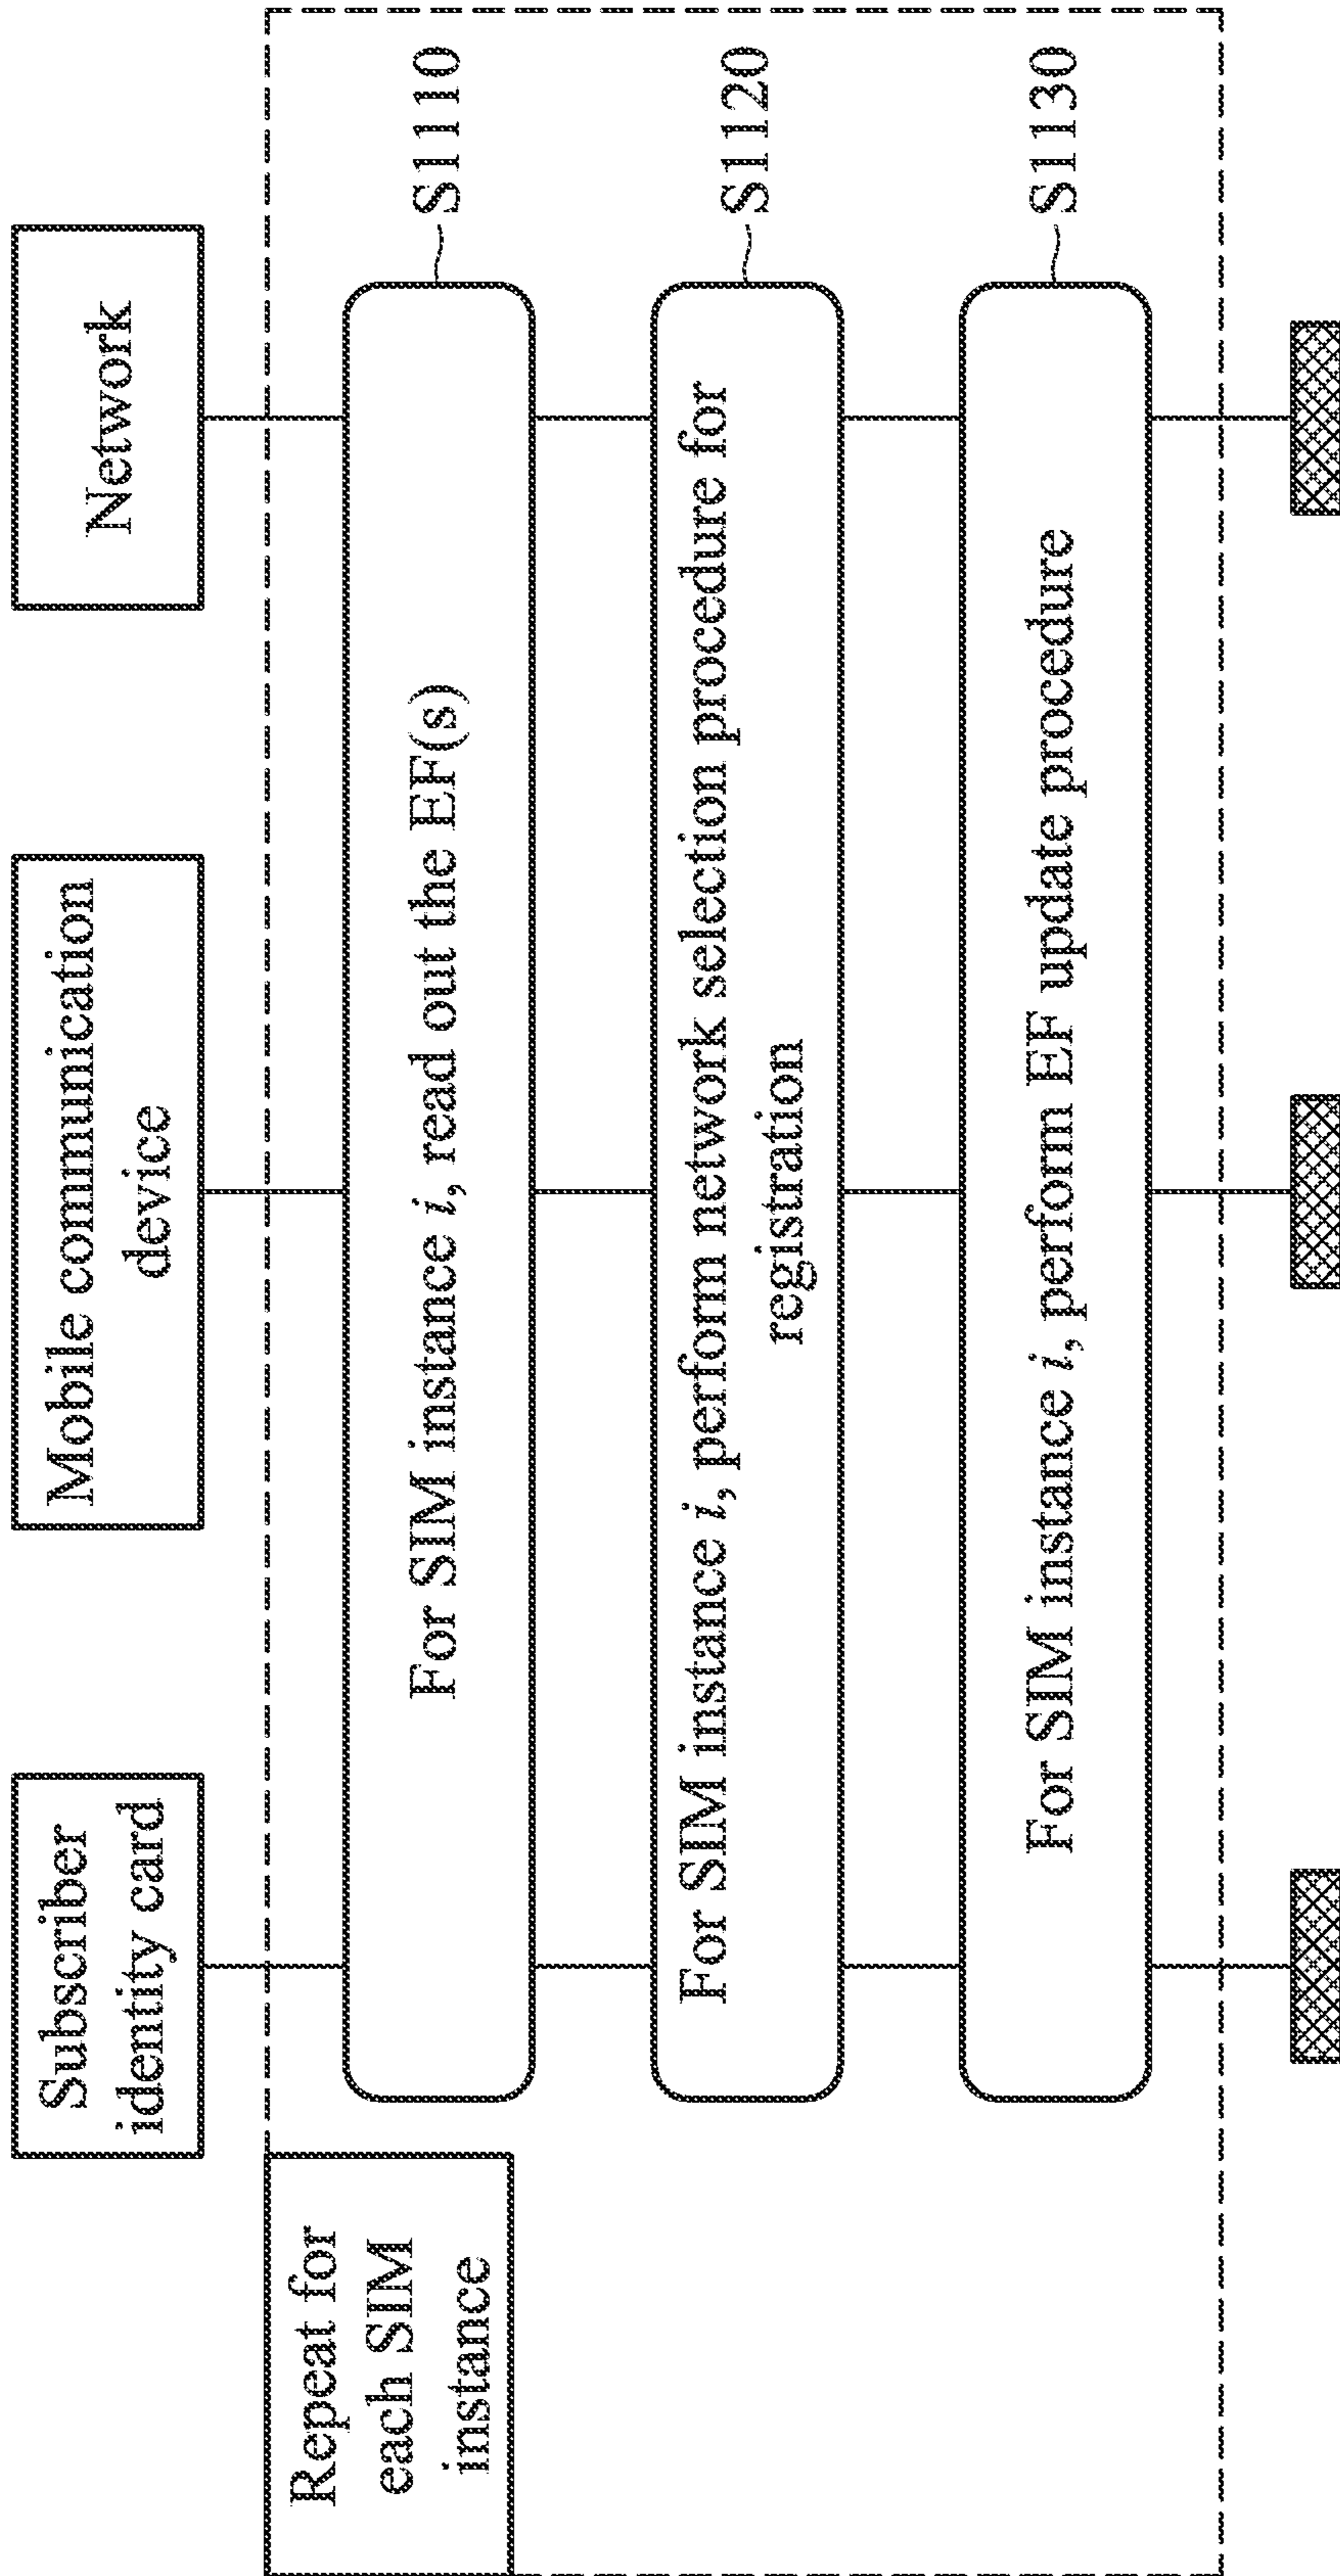 Subscriber
identity card
Mobile communication
device
Network
Repeat for
each SIM
instance
For SIM instance i, read out the EF(s)
S1110
For SIM instance i, perform network selection procedure for
registration
S1120
For SIM instance i, perform EF update procedure
S1130